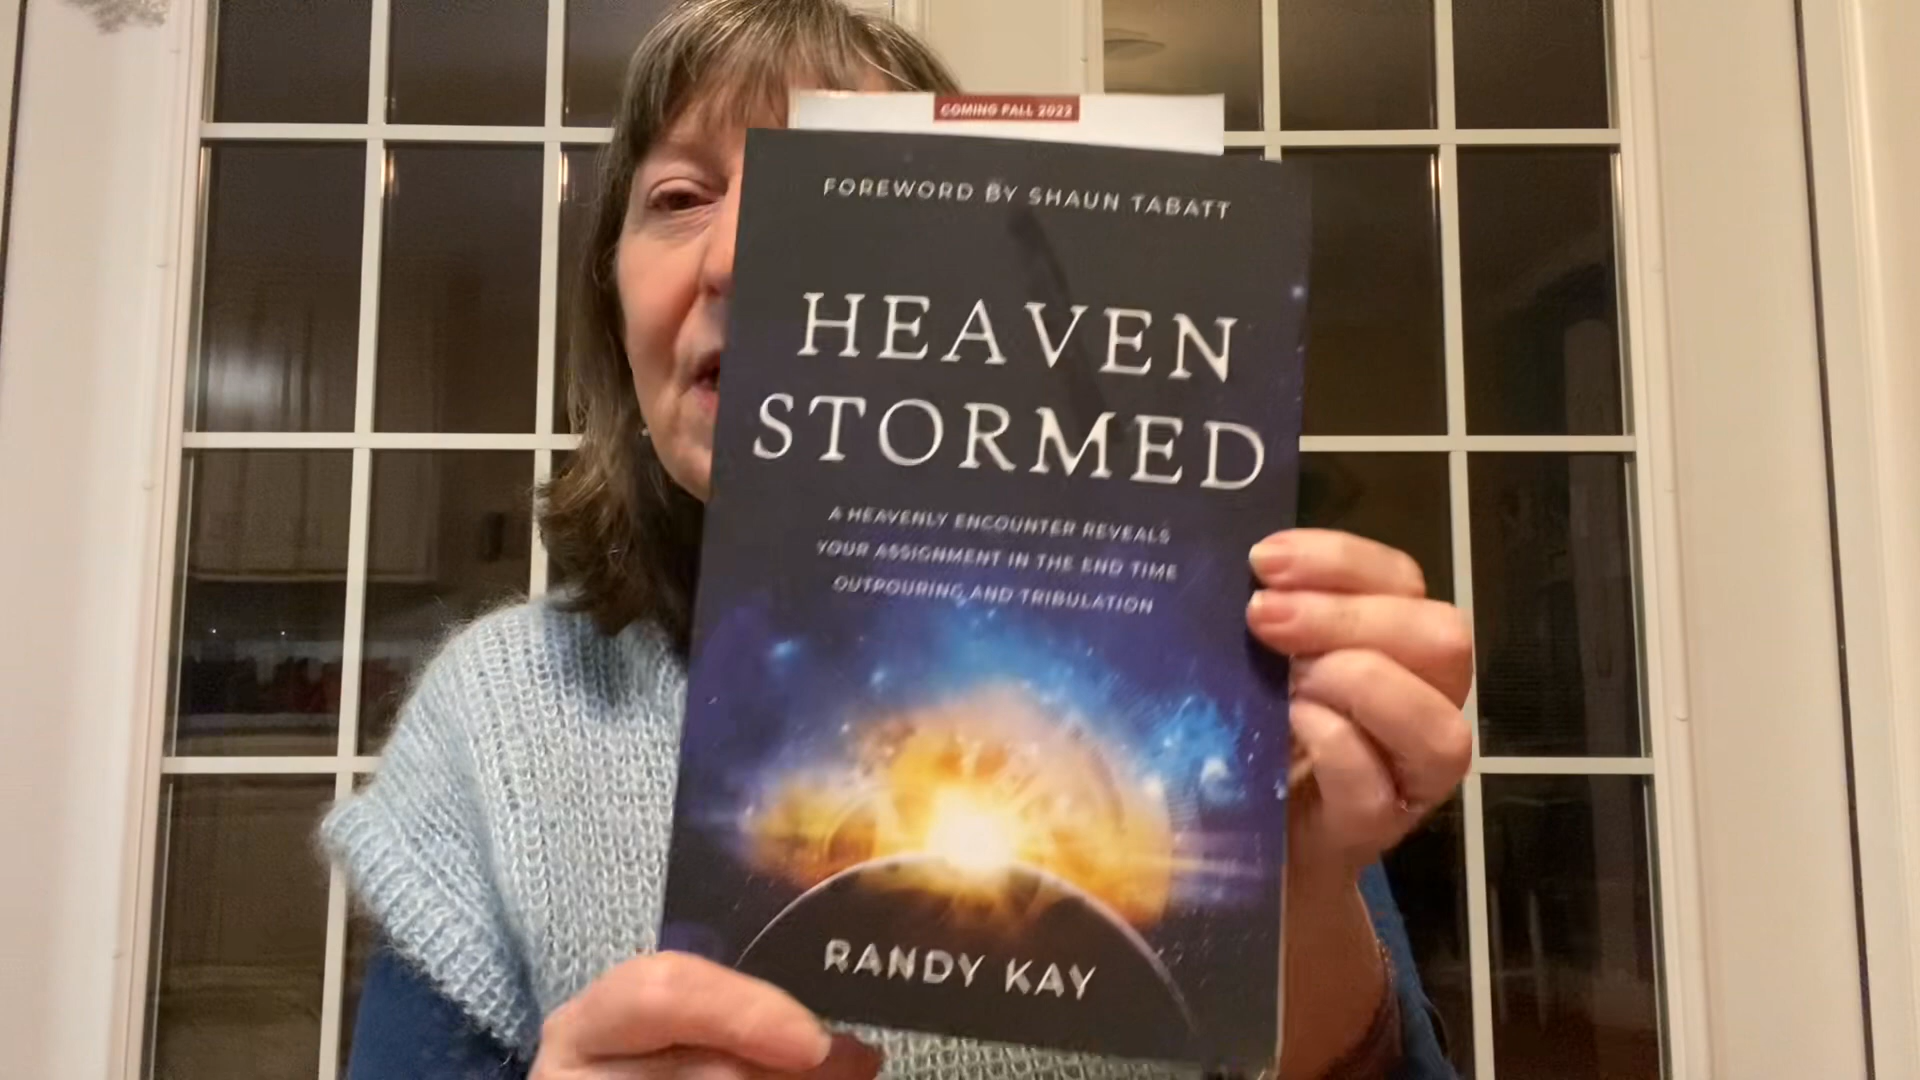 COMING FALL 2022
FOREWORD BY SHAUN TABATT
HEAVEN
STORMED
A HEAVENLY ENCOUNTER REVEALS
YOUR ASSIGNMENT IN THE END TIME
OUTPOURING AND TRIBULATION
RANDY KAY